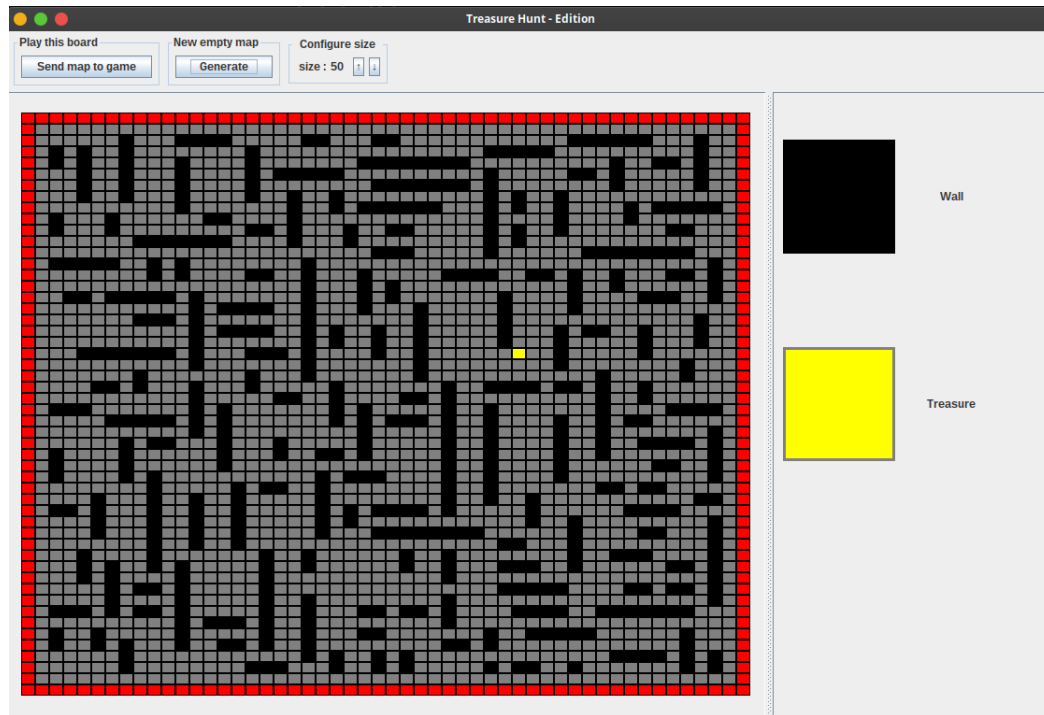 Treasure Hunt - Edition
Play this board
New empty map
Configure size
Send map to game
Generate
size : 50 ↑ ↓
Wall
Treasure